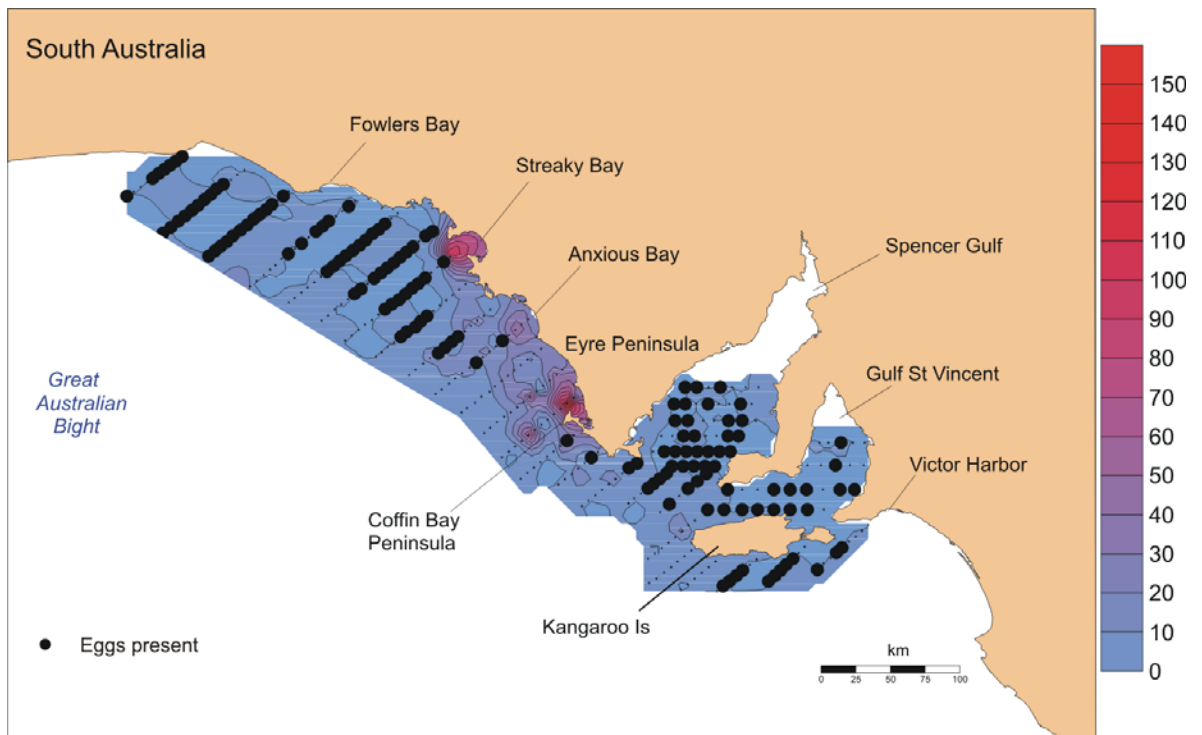 South Australia
Fowlers Bay
Streaky Bay
Anxious Bay
Spencer Gulf
Eyre Peninsula
Gulf St Vincent
Great
Australian
Bight
Victor Harbor
Coffin Bay
Peninsula
Kangaroo Is
Eggs present
km
0 25 50 75 100
150
140
130
120
110
100
90
80
70
60
50
40
30
20
10
0